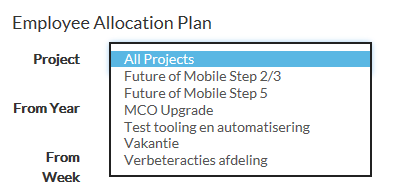 Employee Allocation Plan
Project
All Projects
Future of Mobile Step 2/3
Future of Mobile Step 5
From Year
MCO Upgrade
Test tooling en automatisering
Vakantie
From
Verbeteracties afdeling
Week